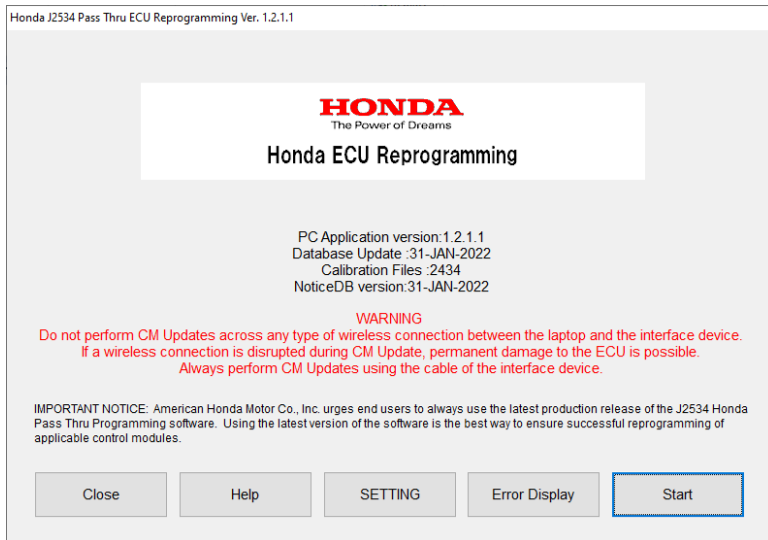 Honda J2534 Pass Thru ECU Reprogramming Ver. 1.2.1.1
HONDA
The Power of Dreams
Honda ECU Reprogramming
PC Application version:1.2.1.1
Database Update :31-JAN-2022
Calibration Files :2434
NoticeDB version:31-JAN-2022
WARNING
Do not perform CM Updates across any type of wireless connection between the laptop and the interface device.
If a wireless connection is disrupted during CM Update, permanent damage to the ECU is possible.
Always perform CM Updates using the cable of the interface device.
IMPORTANT NOTICE: American Honda Motor Co., Inc. urges end users to always use the latest production release of the J2534 Honda
Pass Thru Programming software. Using the latest version of the software is the best way to ensure successful reprogramming of
applicable control modules.
Close Help SETTING Error Display Start